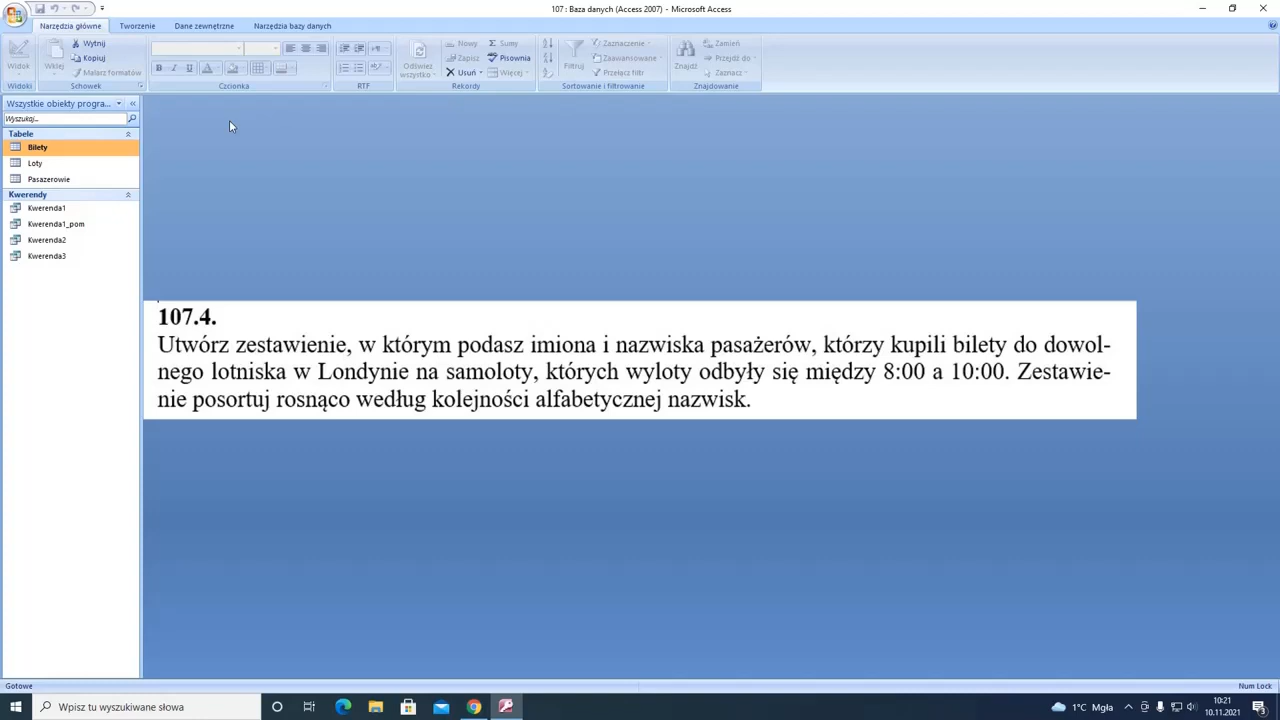 107 : Baza danych (Access 2007) - Microsoft Access
Narzędzia główne Tworzenie Dane zewnętrzne Narzędzia bazy danych
Widok
Widoki
Wklej
Wytnij
Kopiuj
Malarz formatów
Schowek
B I U A
Czcionka
RTF
Odśwież
wszystko
Nowy
Zapisz
Usuń
Σ Sumy
Pisownia
Więcej
Rekordy
Filtruj
Zaznaczenie
Zaawansowane
Przełącz filtr
Sortowanie i filtrowanie
Znajdź
Zamień
Przejdź do
Zaznacz
Znajdowanie
Wszystkie obiekty progra...
Wyszukaj...
Tabele
Bilety
Loty
Pasazerowie
Kwerendy
Kwerenda1
Kwerenda1_pom
Kwerenda2
Kwerenda3
107.4.
Utwórz zestawienie, w którym podasz imiona i nazwiska pasażerów, którzy kupili bilety do dowol-
nego lotniska w Londynie na samoloty, których wyloty odbyły się między 8:00 a 10:00. Zestawie-
nie posortuj rosnąco według kolejności alfabetycznej nazwisk.
Gotowe
Num Lock
Wpisz tu wyszukiwane słowa
1°C Mgła
10:21
10.11.2021
3